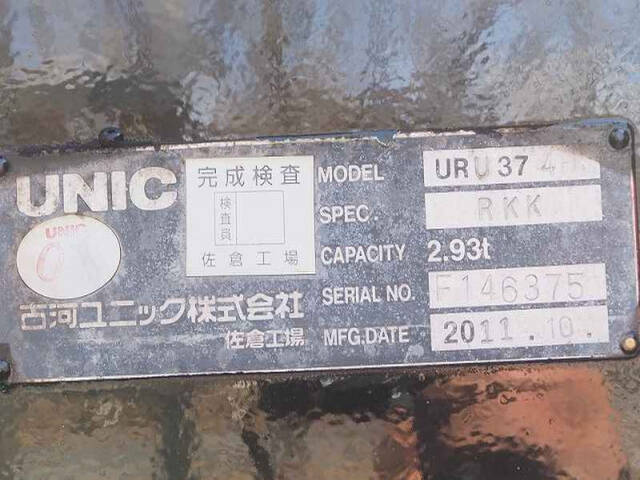 UNIC
UNIC
完成検査
検査員
佐倉工場
古河ユニック株式会社
佐倉工場
MODEL URU37
SPEC. RKK
CAPACITY 2.93t
SERIAL NO. F146375
MFG.DATE 2011.10.